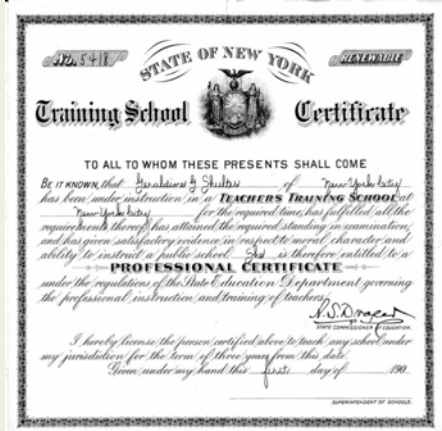 No. 5418
STATE OF NEW YORK
RENEWABLE
Training School Certificate
TO ALL TO WHOM THESE PRESENTS SHALL COME
BE IT KNOWN, that Geraldine G of New York City
has been under instruction in a TEACHERS TRAINING SCHOOL at
New York City for the required time, has fulfilled all the
requirements thereof, has attained the required standing in examination,
and has given satisfactory evidence in respect to moral character and
ability to instruct a public school. She is therefore entitled to a
PROFESSIONAL CERTIFICATE
under the regulations of the State Education Department governing
the professional instruction and training of teachers.
A. S. Draper
STATE COMMISSIONER OF EDUCATION.
I hereby license the person certified above to teach any school under
my jurisdiction for the term of three years from this date.
Given under my hand this first day of 190
SUPERINTENDENT OF SCHOOLS.